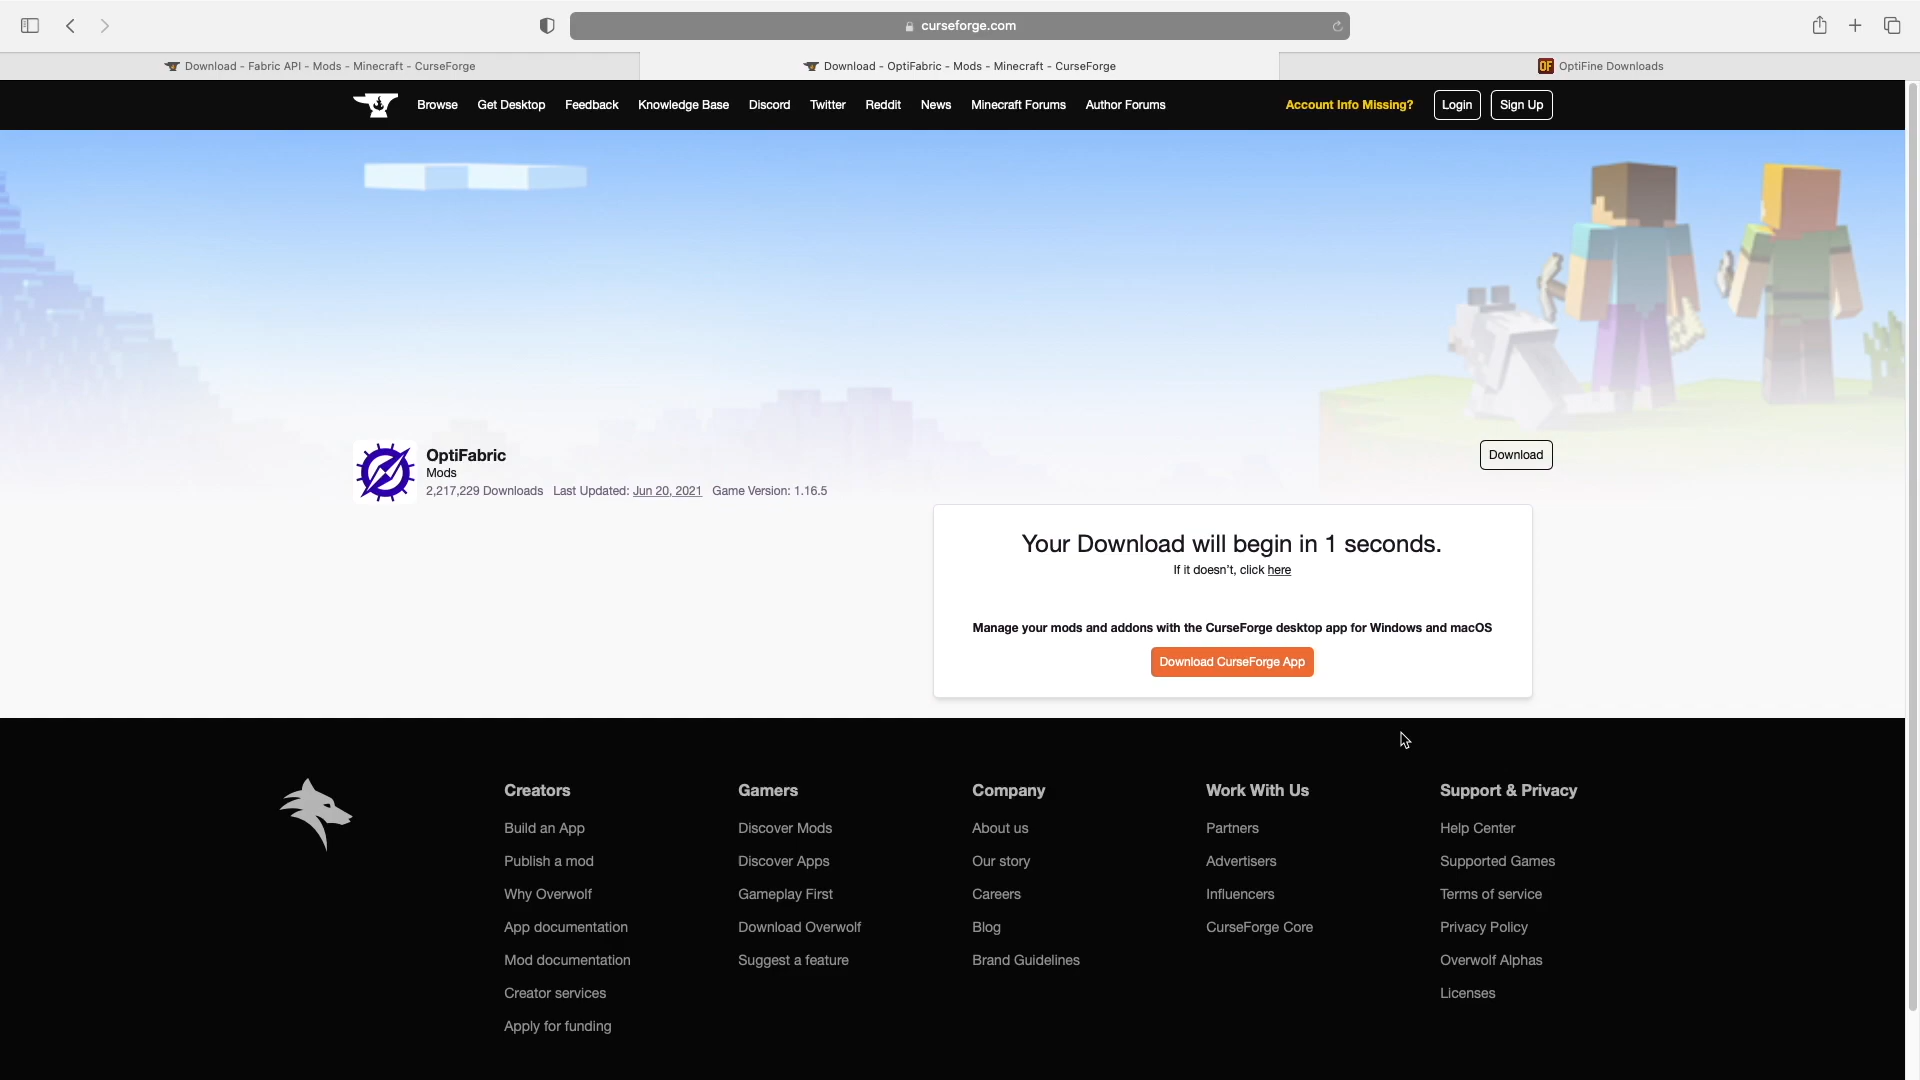 curseforge.com
Download - Fabric API - Mods - Minecraft - CurseForge
Download - OptiFabric - Mods - Minecraft - CurseForge
OF OptiFine Downloads
Browse Get Desktop Feedback Knowledge Base Discord Twitter Reddit News Minecraft Forums Author Forums Account Info Missing? Login Sign Up
OptiFabric
Mods
2,217,229 Downloads Last Updated: Jun 20, 2021 Game Version: 1.16.5
Download
Your Download will begin in 1 seconds.
If it doesn't, click here
Manage your mods and addons with the CurseForge desktop app for Windows and macOS
Download CurseForge App
Creators
Build an App
Publish a mod
Why Overwolf
App documentation
Mod documentation
Creator services
Apply for funding
Gamers
Discover Mods
Discover Apps
Gameplay First
Download Overwolf
Suggest a feature
Company
About us
Our story
Careers
Blog
Brand Guidelines
Work With Us
Partners
Advertisers
Influencers
CurseForge Core
Support & Privacy
Help Center
Supported Games
Terms of service
Privacy Policy
Overwolf Alphas
Licenses